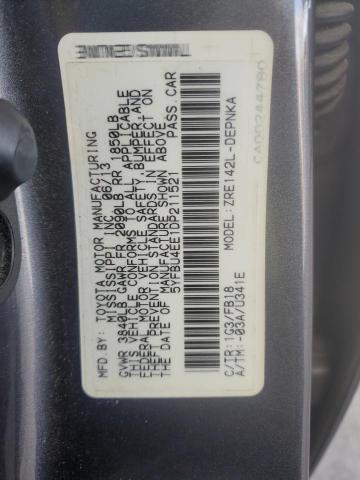 MFD. BY: TOYOTA MOTOR MANUFACTURING
MISSISSIPPI INC. 06/13
GVWR 3840LB GAWR FR 2090LB RR 1850LB
THIS VEHICLE CONFORMS TO ALL APPLICABLE
FEDERAL MOTOR VEHICLE SAFETY, BUMPER, AND
THEFT PREVENTION STANDARDS IN EFFECT ON
THE DATE OF MANUFACTURE SHOWN ABOVE.
5YFBU4EE1DP211521 PASS.CAR
C/TR:1G3/FB18 MODEL:ZRE142L-DEPNKA
A/TM:-03A/U341E